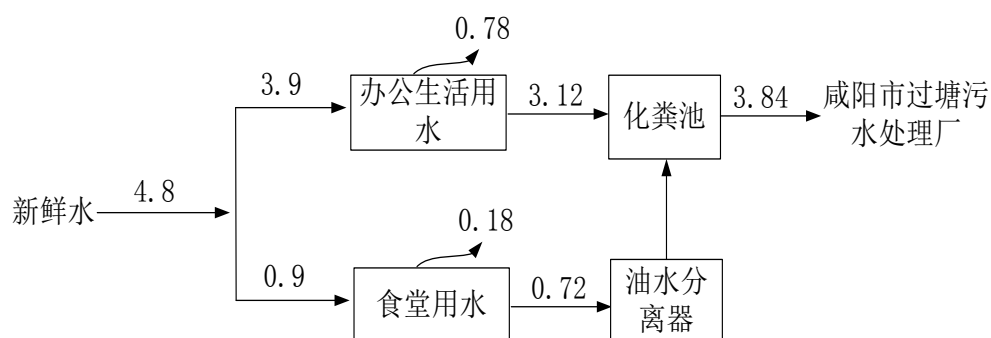 0.78
3.9
办公生活用
水
3.12
化粪池
3.84
咸阳市过塘污
水处理厂
新鲜水
4.8
0.18
0.9
食堂用水
0.72
油水分
离器